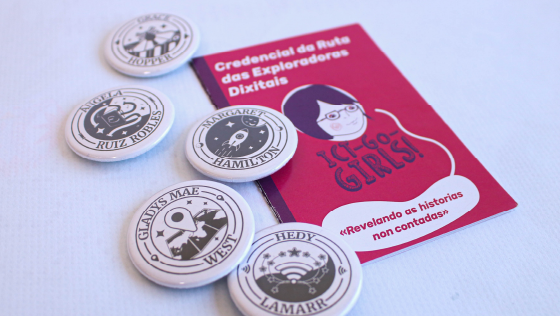 GRACE
HOPPER
ANGELA
RUIZ ROBLES
MARGARET
HAMILTON
GLADYS MAE
WEST
HEDY
LAMARR
Credencial da Ruta
das Exploradoras
Dixitais
ICT-Go-
GIRLS!
«Revelando as historias
non contadas»